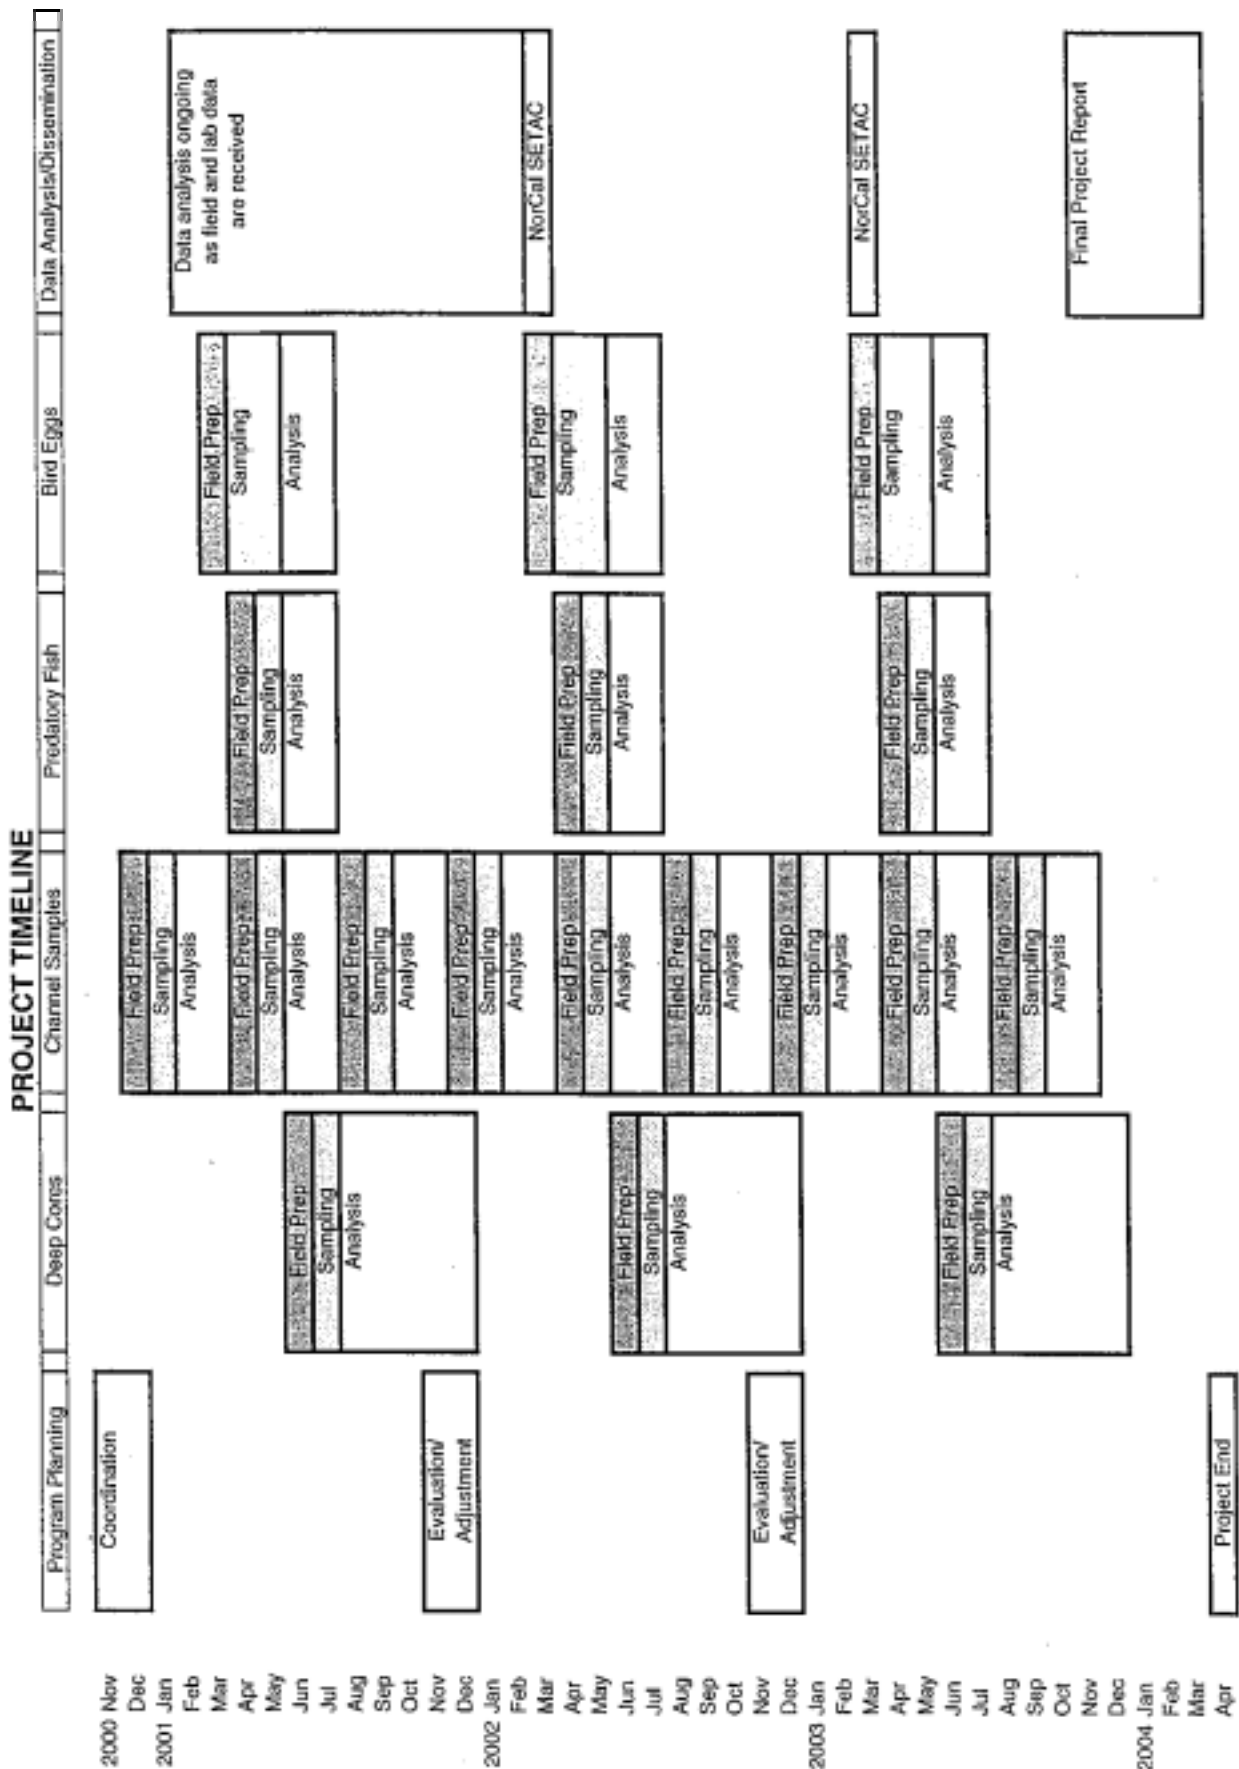 PROJECT TIMELINE
Program Planning
Deep Cores
Channel Samples
Predatory Fish
Bird Eggs
Data Analysis/Dissemination
2000 Nov
Dec
2001 Jan
Feb
Mar
Apr
May
Jun
Jul
Aug
Sep
Oct
Nov
Dec
2002 Jan
Feb
Mar
Apr
May
Jun
Jul
Aug
Sep
Oct
Nov
Dec
2003 Jan
Feb
Mar
Apr
May
Jun
Jul
Aug
Sep
Oct
Nov
Dec
2004 Jan
Feb
Mar
Apr
Coordination
Evaluation/
Adjustment
Evaluation/
Adjustment
Project End
Field Prep
Sampling
Analysis
Field Prep
Sampling
Analysis
Field Prep
Sampling
Analysis
Field Prep
Sampling
Analysis
Field Prep
Sampling
Analysis
Field Prep
Sampling
Analysis
Field Prep
Sampling
Analysis
Field Prep
Sampling
Analysis
Field Prep
Sampling
Analysis
Field Prep
Sampling
Analysis
Field Prep
Sampling
Analysis
Field Prep
Sampling
Analysis
Field Prep
Sampling
Analysis
Field Prep
Sampling
Analysis
Field Prep
Sampling
Analysis
Field Prep
Sampling
Analysis
Field Prep
Sampling
Analysis
Field Prep
Sampling
Analysis
Data analysis ongoing
as field and lab data
are received
NorCal SETAC
NorCal SETAC
Final Project Report